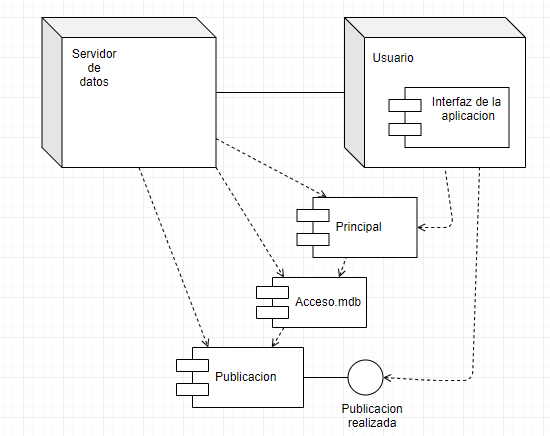 Servidor
de
datos
Usuario
Interfaz de la
aplicacion
Principal
Acceso.mdb
Publicacion
Publicacion
realizada